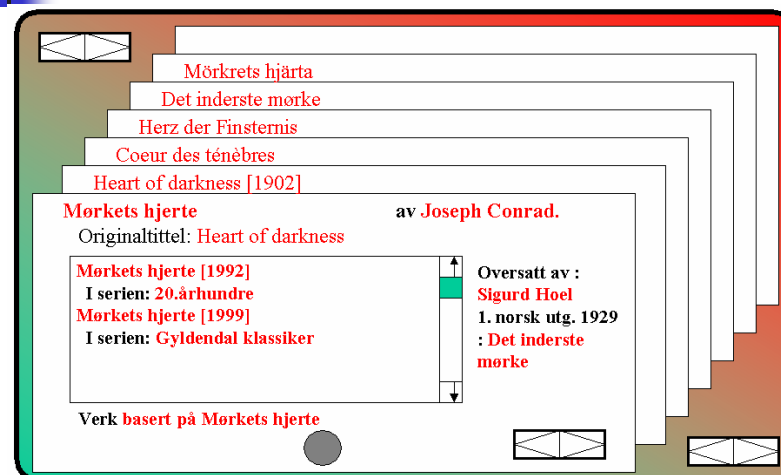 Mörkrets hjärta
Det inderste mørke
Herz der Finsternis
Coeur des ténèbres
Heart of darkness [1902]
Mørkets hjerte av Joseph Conrad.
Originaltittel: Heart of darkness
Mørkets hjerte [1992]
I serien: 20.århundre
Mørkets hjerte [1999]
I serien: Gyldendal klassiker
Oversatt av :
Sigurd Hoel
1. norsk utg. 1929
: Det inderste
mørke
Verk basert på Mørkets hjerte